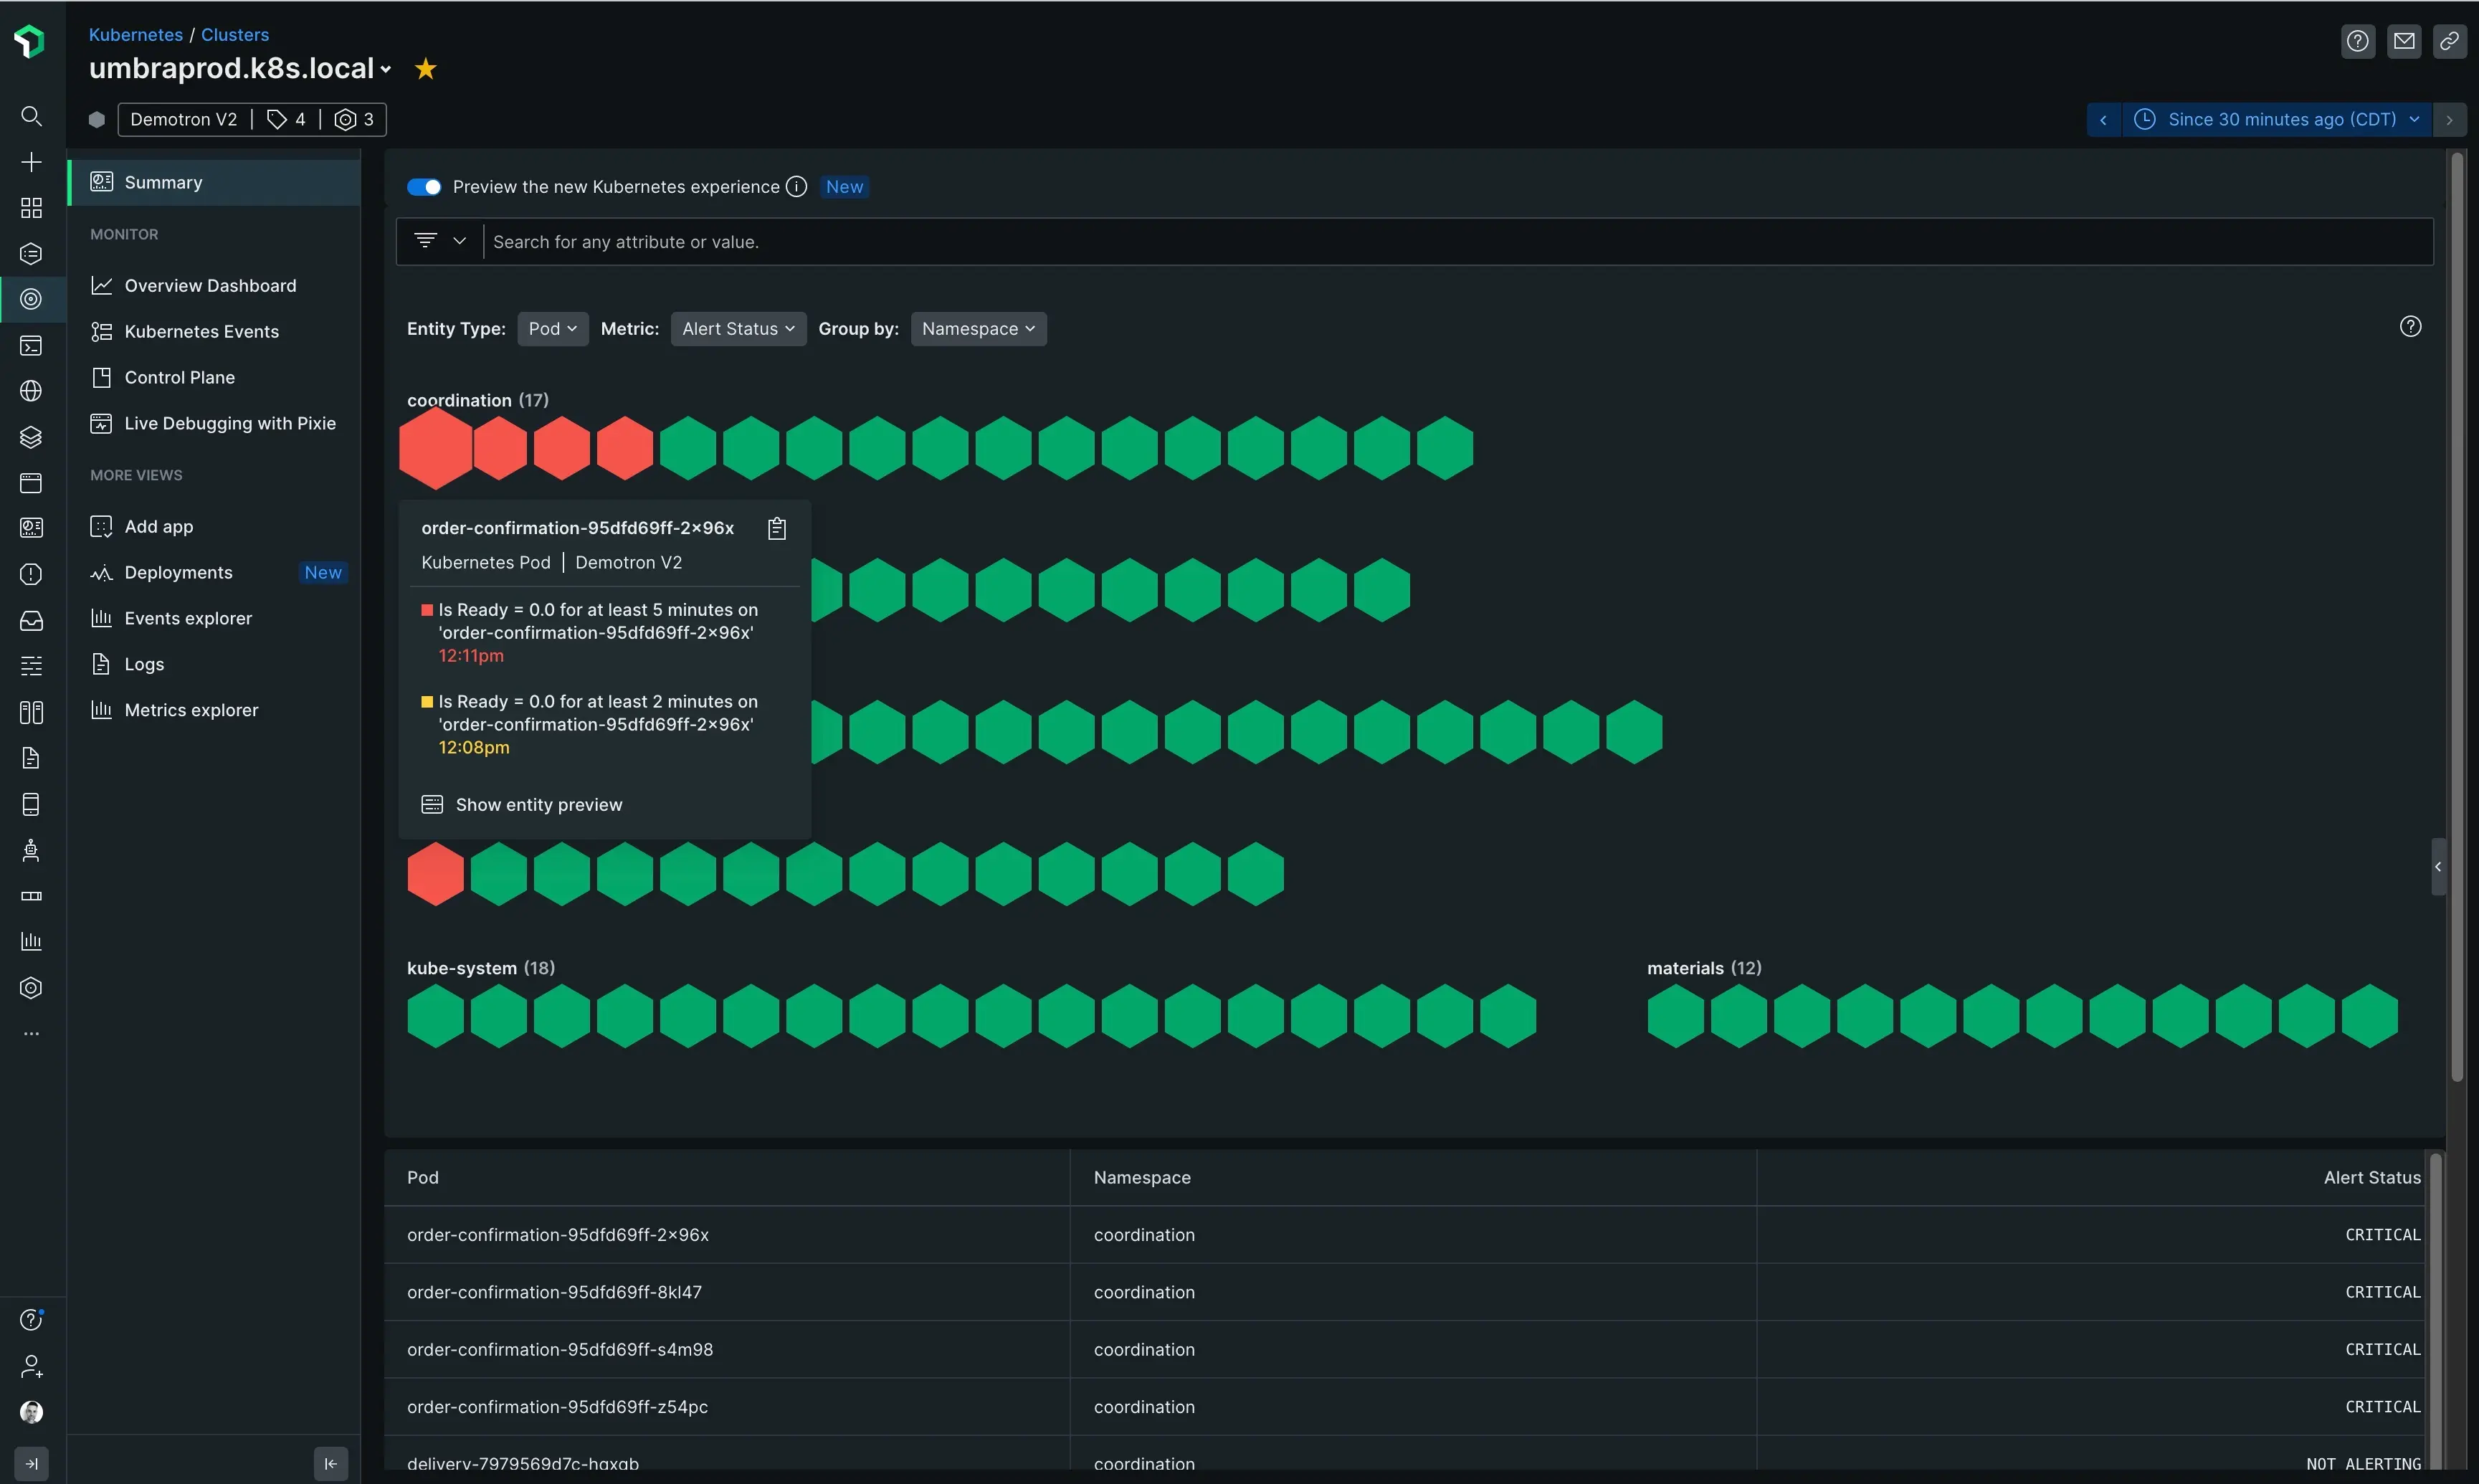 Kubernetes / Clusters
umbraprod.k8s.local
Demotron V2 | 4 | 3
Since 30 minutes ago (CDT)
Summary
MONITOR
Overview Dashboard
Kubernetes Events
Control Plane
Live Debugging with Pixie
MORE VIEWS
Add app
Deployments New
Events explorer
Logs
Metrics explorer
Preview the new Kubernetes experience New
Search for any attribute or value.
Entity Type: Pod Metric: Alert Status Group by: Namespace
coordination (17)
order-confirmation-95dfd69ff-2×96x
Kubernetes Pod | Demotron V2
Is Ready = 0.0 for at least 5 minutes on
'order-confirmation-95dfd69ff-2×96x'
12:11pm
Is Ready = 0.0 for at least 2 minutes on
'order-confirmation-95dfd69ff-2×96x'
12:08pm
Show entity preview
kube-system (18)
materials (12)
Pod Namespace Alert Status
order-confirmation-95dfd69ff-2×96x coordination CRITICAL
order-confirmation-95dfd69ff-8kl47 coordination CRITICAL
order-confirmation-95dfd69ff-s4m98 coordination CRITICAL
order-confirmation-95dfd69ff-z54pc coordination CRITICAL
coordination NOT ALERTING